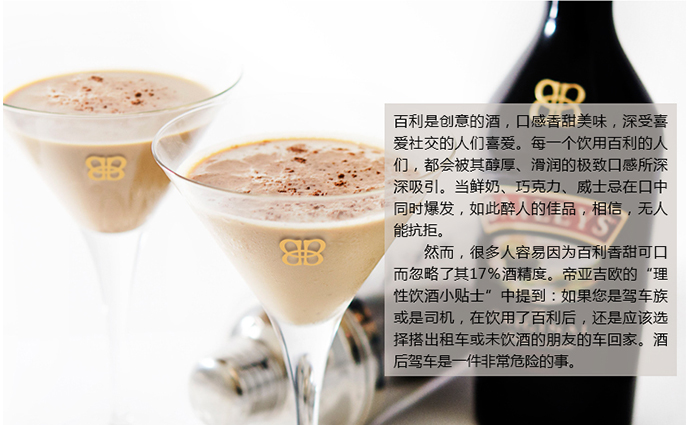 百利是创意的酒，口感香甜美味，深受喜
爱社交的人们喜爱。每一个饮用百利的人
们，都会被其醇厚、滑润的极致口感所深
深吸引。当鲜奶、巧克力、威士忌在口中
同时爆发，如此醉人的佳品，相信，无人
能抗拒。
然而，很多人容易因为百利香甜可口
而忽略了其17%酒精度。帝亚吉欧的“理
性饮酒小贴士”中提到：如果您是驾车族
或是司机，在饮用了百利后，还是应该选
择搭出租车或未饮酒的朋友的车回家。酒
后驾车是一件非常危险的事。